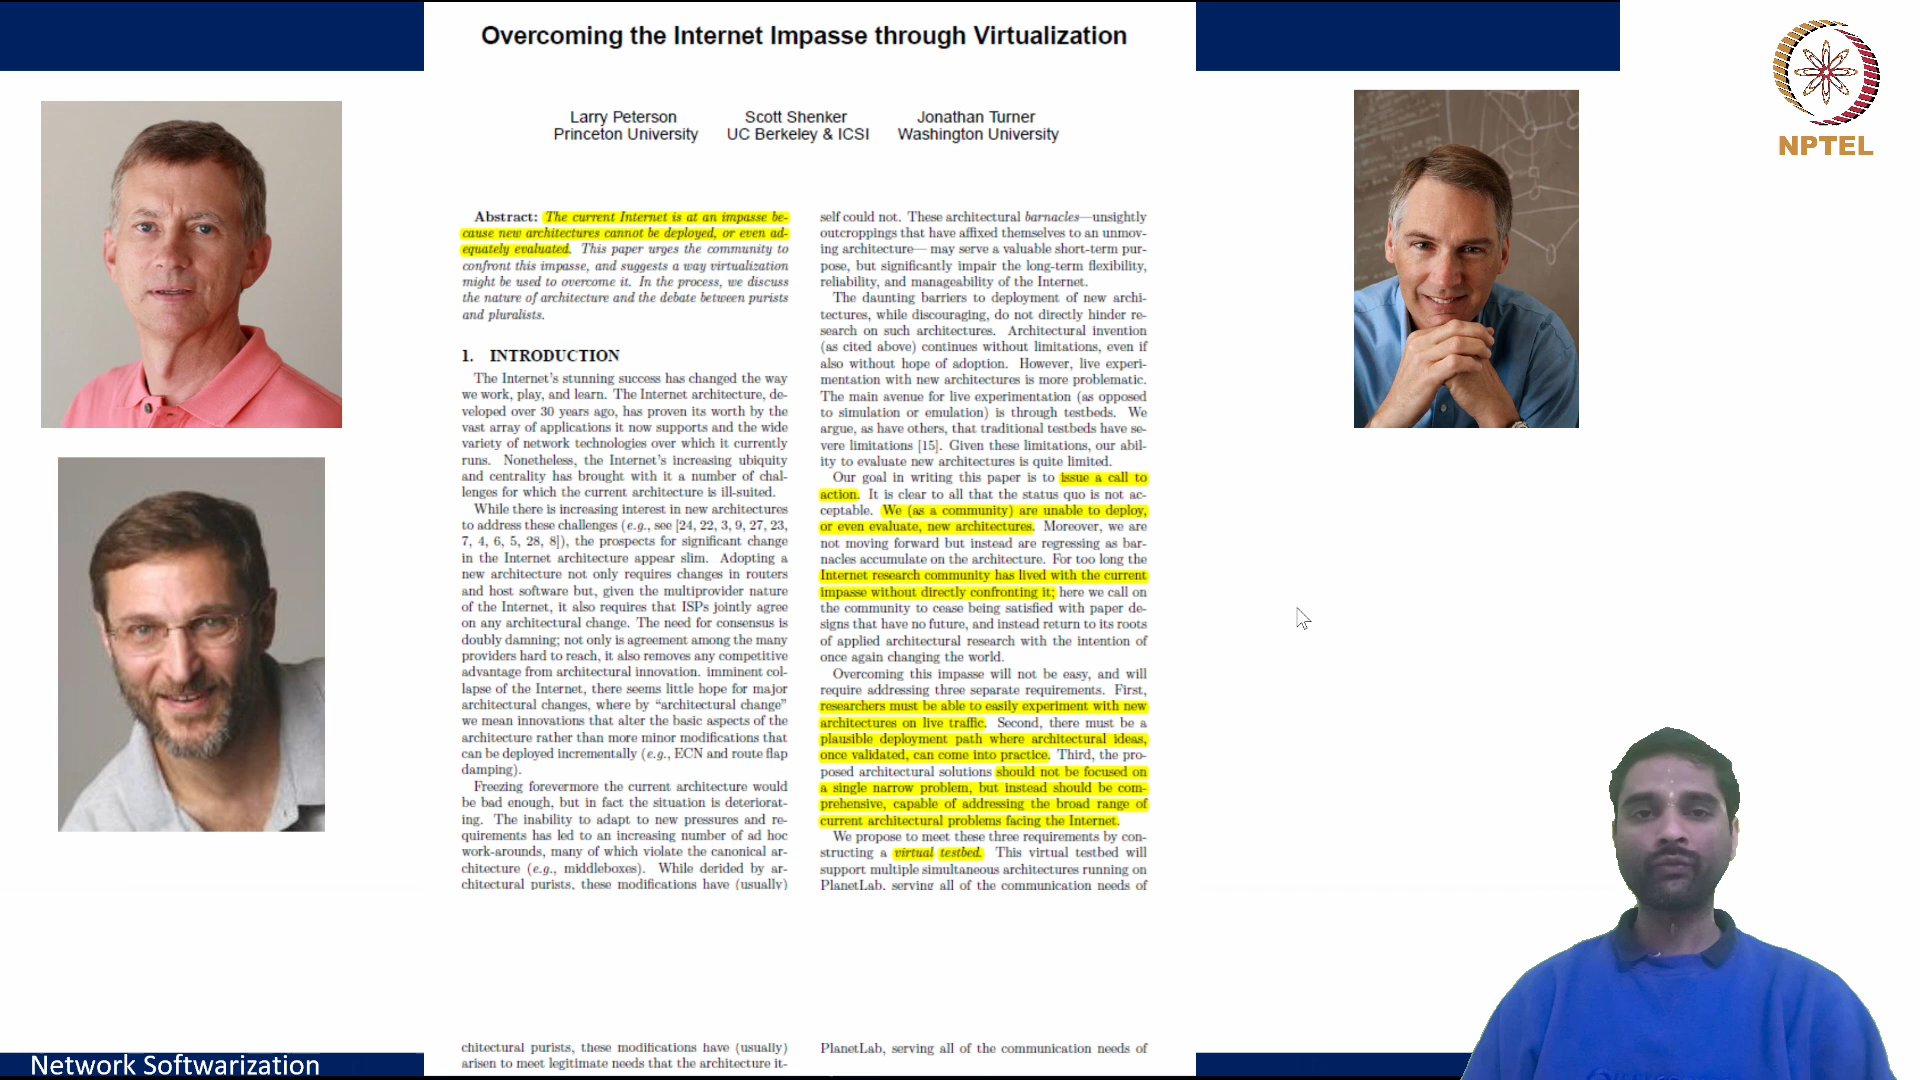 Overcoming the Internet Impasse through Virtualization
Larry Peterson
Princeton University
Scott Shenker
UC Berkeley & ICSI
Jonathan Turner
Washington University
Abstract: The current Internet is at an impasse be-
cause new architectures cannot be deployed, or even ad-
equately evaluated. This paper urges the community to
confront this impasse, and suggests a way virtualization
might be used to overcome it. In the process, we discuss
the nature of architecture and the debate between purists
and pluralists.
1. INTRODUCTION
The Internet's stunning success has changed the way
we work, play, and learn. The Internet architecture, de-
veloped over 30 years ago, has proven its worth by the
vast array of applications it now supports and the wide
variety of network technologies over which it currently
runs. Nonetheless, the Internet's increasing ubiquity
and centrality has brought with it a number of chal-
lenges for which the current architecture is ill-suited.
While there is increasing interest in new architectures
to address these challenges (e.g., see [24, 22, 3, 9, 27, 23,
7, 4, 6, 5, 28, 8]), the prospects for significant change
in the Internet architecture appear slim. Adopting a
new architecture not only requires changes in routers
and host software but, given the multiprovider nature
of the Internet, it also requires that ISPs jointly agree
on any architectural change. The need for consensus is
doubly damning; not only is agreement among the many
providers hard to reach, it also removes any competitive
advantage from architectural innovation. imminent col-
lapse of the Internet, there seems little hope for major
architectural changes, where by "architectural change"
we mean innovations that alter the basic aspects of the
architecture rather than more minor modifications that
can be deployed incrementally (e.g., ECN and route flap
damping).
Freezing forevermore the current architecture would
be bad enough, but in fact the situation is deteriorat-
ing. The inability to adapt to new pressures and re-
quirements has led to an increasing number of ad hoc
work-arounds, many of which violate the canonical ar-
chitecture (e.g., middleboxes). While derided by ar-
chitectural purists, these modifications have (usually)
chitectural purists, these modifications have (usually)
arisen to meet legitimate needs that the architecture it-
self could not. These architectural barnacles—unsightly
outcroppings that have affixed themselves to an unmov-
ing architecture— may serve a valuable short-term pur-
pose, but significantly impair the long-term flexibility,
reliability, and manageability of the Internet.
The daunting barriers to deployment of new archi-
tectures, while discouraging, do not directly hinder re-
search on such architectures. Architectural invention
(as cited above) continues without limitations, even if
also without hope of adoption. However, live experi-
mentation with new architectures is more problematic.
The main avenue for live experimentation (as opposed
to simulation or emulation) is through testbeds. We
argue, as have others, that traditional testbeds have se-
vere limitations [15]. Given these limitations, our abil-
ity to evaluate new architectures is quite limited.
Our goal in writing this paper is to issue a call to
action. It is clear to all that the status quo is not ac-
ceptable. We (as a community) are unable to deploy,
or even evaluate, new architectures. Moreover, we are
not moving forward but instead are regressing as bar-
nacles accumulate on the architecture. For too long the
Internet research community has lived with the current
impasse without directly confronting it; here we call on
the community to cease being satisfied with paper de-
signs that have no future, and instead return to its roots
of applied architectural research with the intention of
once again changing the world.
Overcoming this impasse will not be easy, and will
require addressing three separate requirements. First,
researchers must be able to easily experiment with new
architectures on live traffic. Second, there must be a
plausible deployment path where architectural ideas,
once validated, can come into practice. Third, the pro-
posed architectural solutions should not be focused on
a single narrow problem, but instead should be com-
prehensive, capable of addressing the broad range of
current architectural problems facing the Internet.
We propose to meet these three requirements by con-
structing a virtual testbed. This virtual testbed will
support multiple simultaneous architectures running on
PlanetLab, serving all of the communication needs of
PlanetLab, serving all of the communication needs of
NPTEL
Network Softwarization